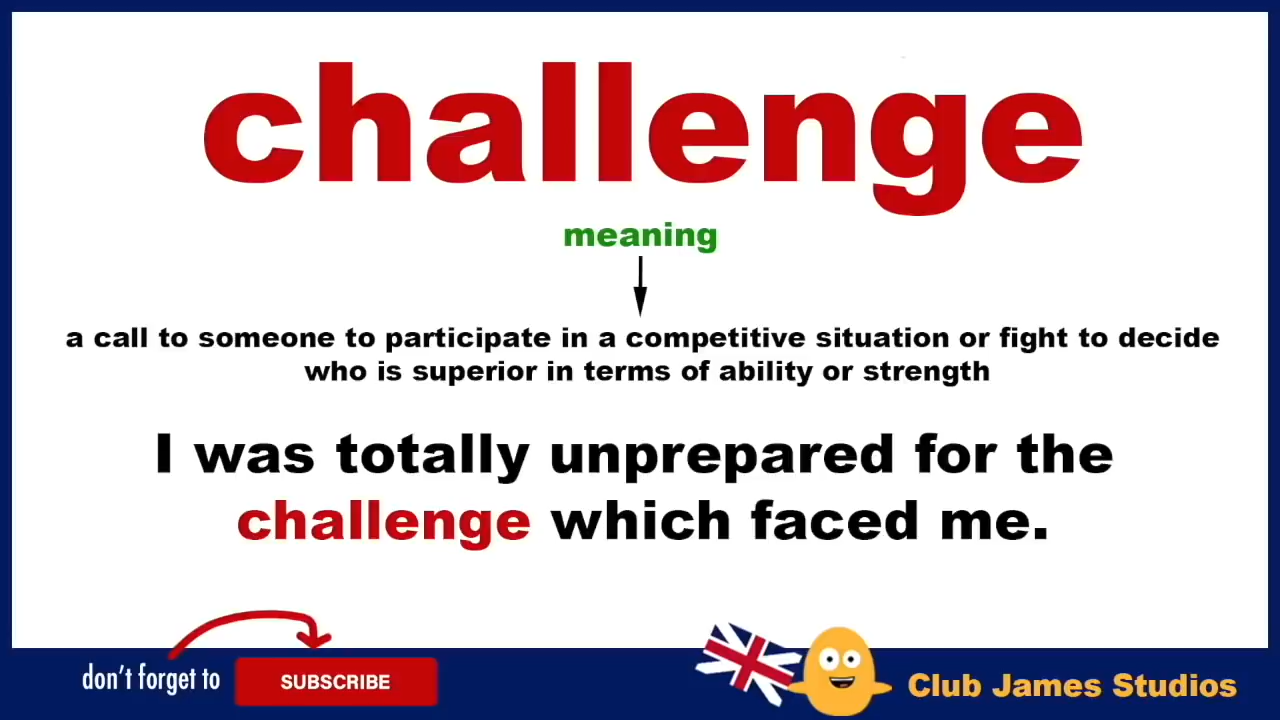 challenge
meaning
a call to someone to participate in a competitive situation or fight to decide
who is superior in terms of ability or strength
I was totally unprepared for the
challenge which faced me.
don't forget to
SUBSCRIBE
Club James Studios